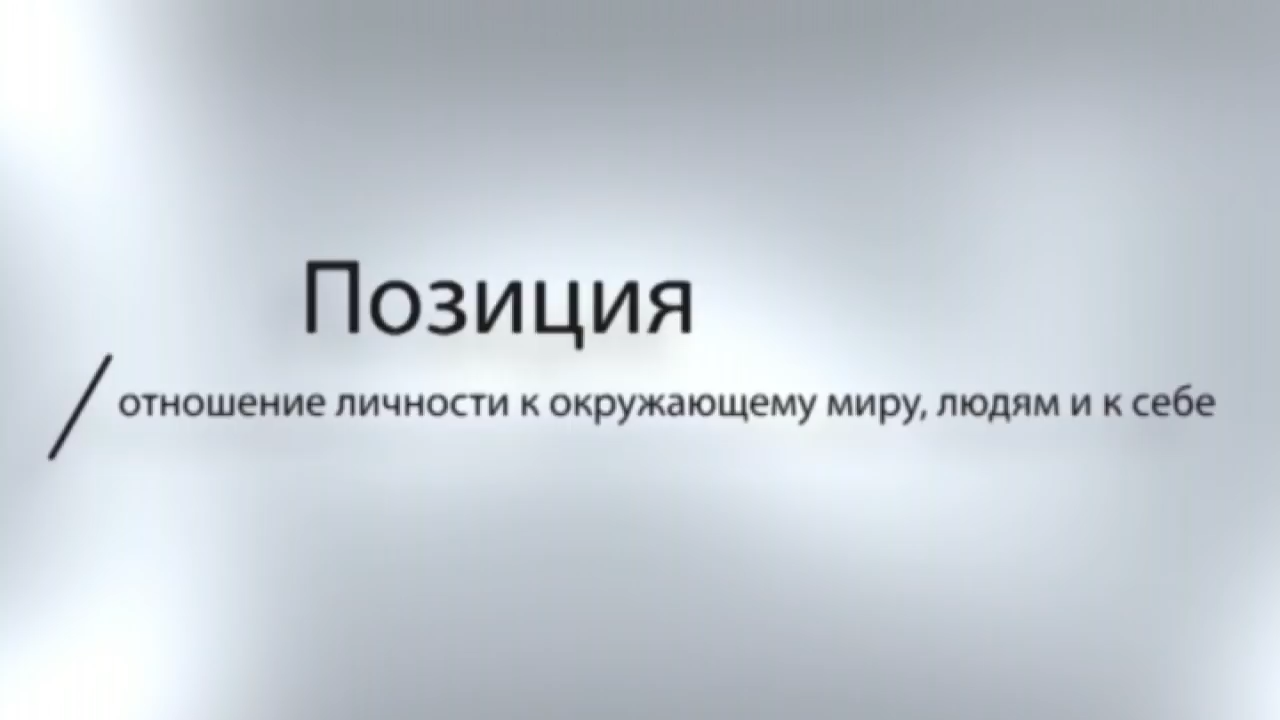 Позиция
отношение личности к окружающему миру, людям и к себе